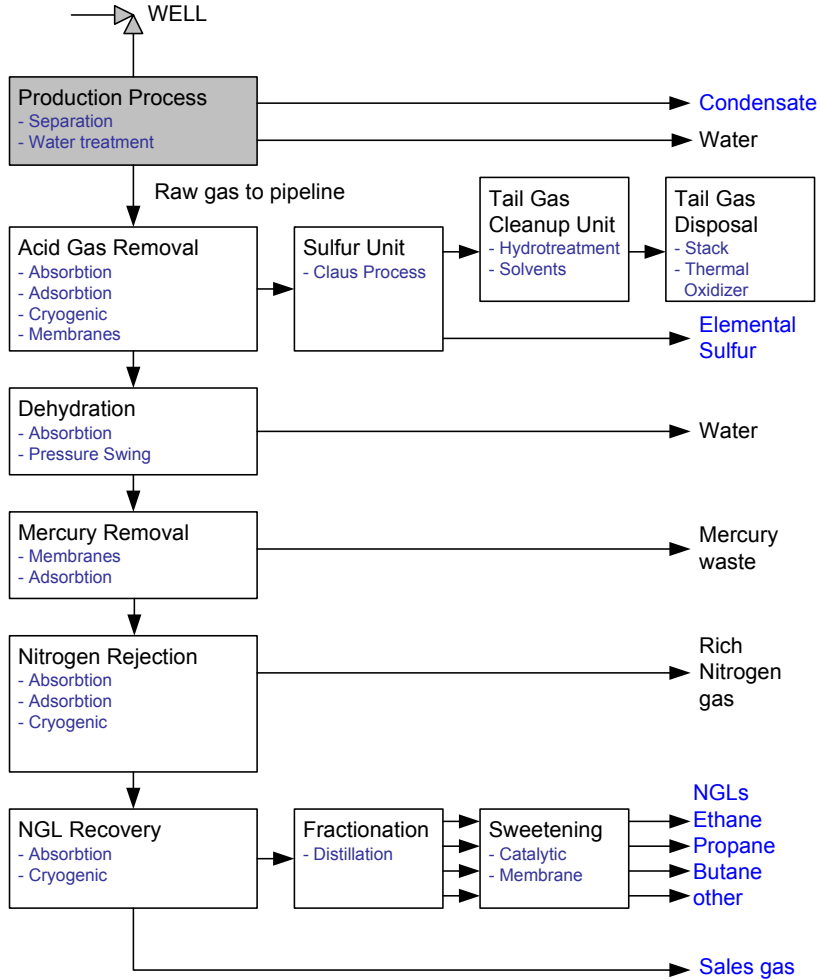 WELL
Production Process
- Separation
- Water treatment
Condensate
Water
Raw gas to pipeline
Acid Gas Removal
- Absorbtion
- Adsorbtion
- Cryogenic
- Membranes
Sulfur Unit
- Claus Process
Tail Gas
Cleanup Unit
- Hydrotreatment
- Solvents
Tail Gas
Disposal
- Stack
- Thermal
Oxidizer
Elemental
Sulfur
Dehydration
- Absorbtion
- Pressure Swing
Water
Mercury Removal
- Membranes
- Adsorbtion
Mercury
waste
Nitrogen Rejection
- Absorbtion
- Adsorbtion
- Cryogenic
Rich
Nitrogen
gas
NGL Recovery
- Absorbtion
- Cryogenic
Fractionation
- Distillation
Sweetening
- Catalytic
- Membrane
NGLs
Ethane
Propane
Butane
other
Sales gas